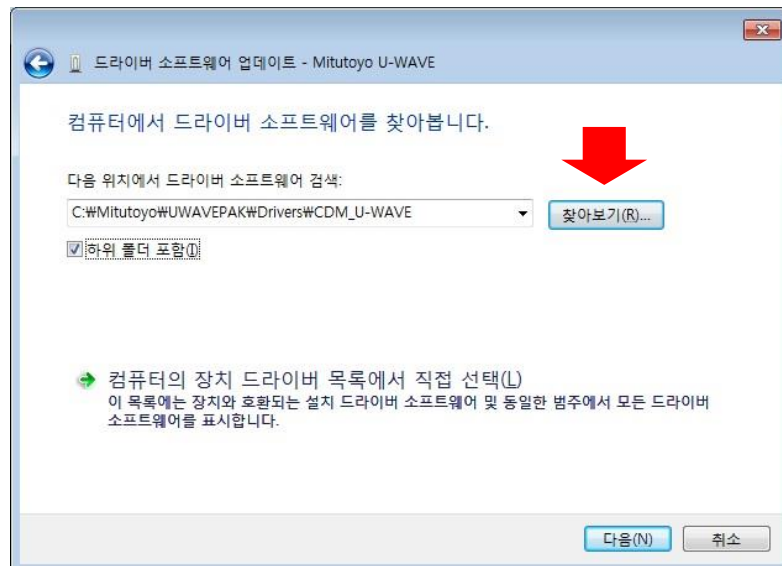 드라이버 소프트웨어 업데이트 - Mitutoyo U-WAVE
컴퓨터에서 드라이버 소프트웨어를 찾아봅니다.
다음 위치에서 드라이버 소프트웨어 검색:
C:₩Mitutoyo₩UWAVEPAK₩Drivers₩CDM_U-WAVE
찾아보기(R)...
하위 폴더 포함(I)
컴퓨터의 장치 드라이버 목록에서 직접 선택(L)
이 목록에는 장치와 호환되는 설치 드라이버 소프트웨어 및 동일한 범주에서 모든 드라이버
소프트웨어를 표시합니다.
다음(N) 취소